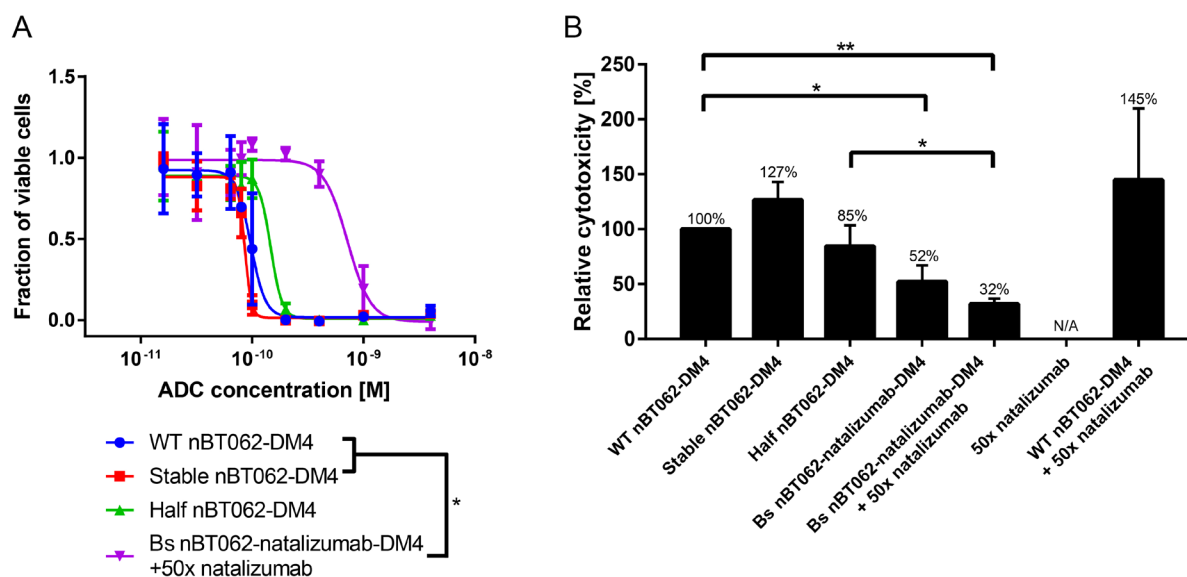 A
Fraction of viable cells
1.5
1.0
0.5
0.0
10-11
10-10
10-9
10-8
ADC concentration [M]
WT nBT062-DM4
Stable nBT062-DM4
Half nBT062-DM4
Bs nBT062-natalizumab-DM4
+50x natalizumab
*
B
Relative cytotoxicity [%]
250
200
150
100
50
0
**
*
*
100%
127%
85%
52%
32%
N/A
145%
WT nBT062-DM4
Stable nBT062-DM4
Half nBT062-DM4
Bs nBT062-natalizumab-DM4
Bs nBT062-natalizumab-DM4
+ 50x natalizumab
50x natalizumab
WT nBT062-DM4
+ 50x natalizumab